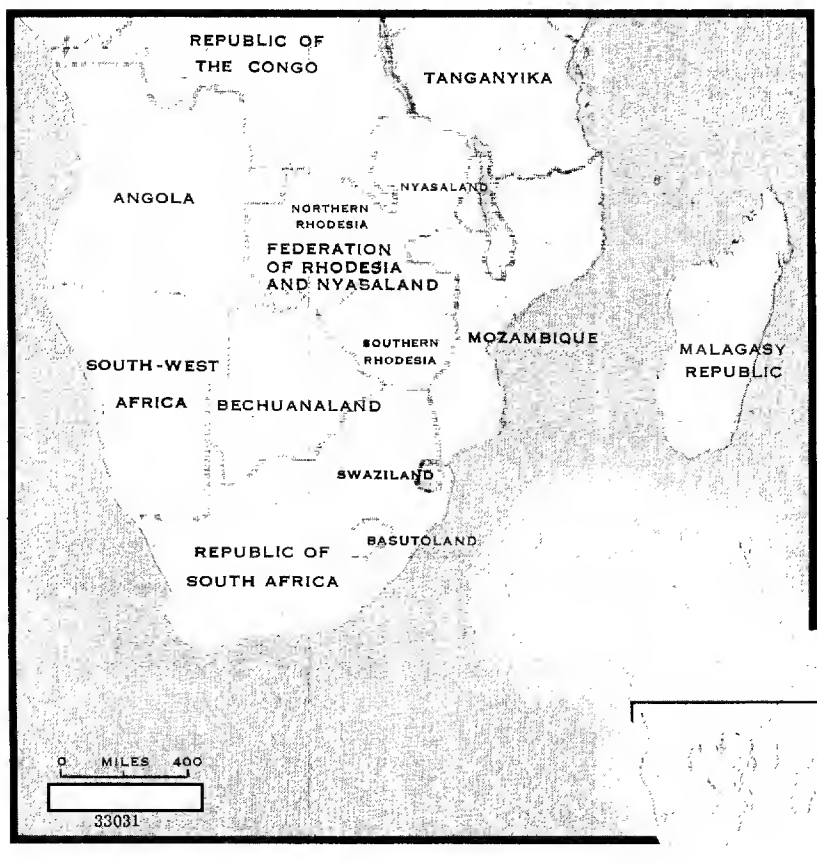 REPUBLIC OF
THE CONGO
TANGANYIKA
ANGOLA
NYASALAND
NORTHERN
RHODESIA
FEDERATION
OF RHODESIA
AND NYASALAND
SOUTHERN
RHODESIA
MOZAMBIQUE
MALAGASY
REPUBLIC
SOUTH-WEST
AFRICA
BECHUANALAND
SWAZILAND
BASUTOLAND
REPUBLIC OF
SOUTH AFRICA
0 MILES 400
33031